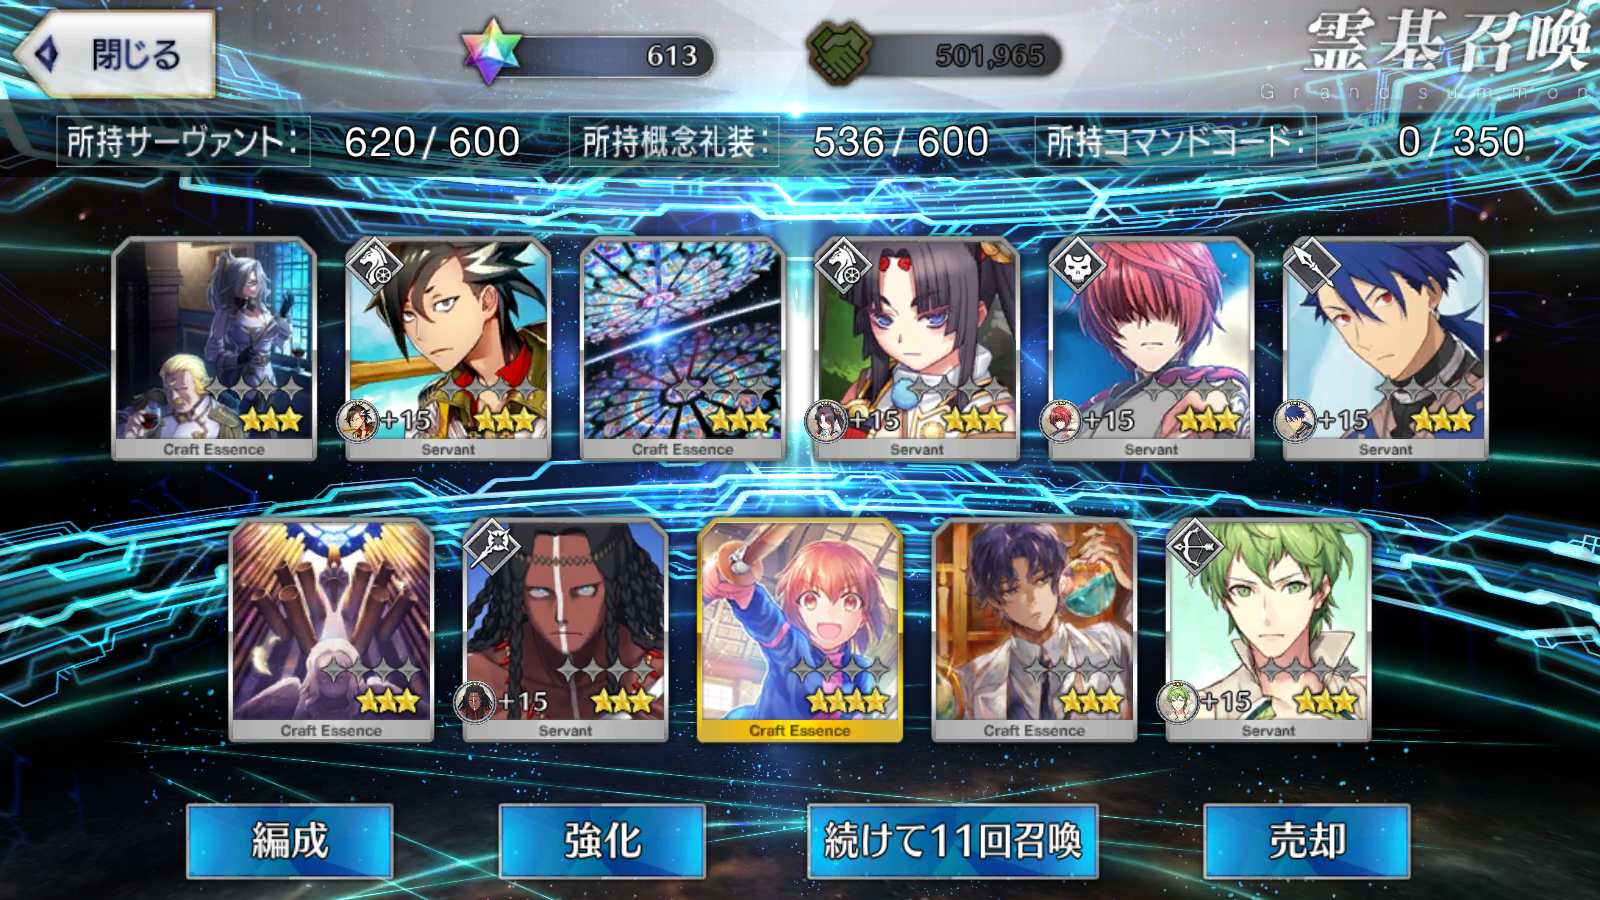 閉じる
613
501,965
霊基召喚
Grand summon
所持サーヴァント: 620 / 600 所持概念礼装: 536 / 600 所持コマンドコード: 0 / 350
+15
+15
+15
+15
Craft Essence
Servant
Craft Essence
Servant
Servant
Servant
+15
+15
Craft Essence
Servant
Craft Essence
Craft Essence
Servant
編成
強化
続けて11回召喚
売却